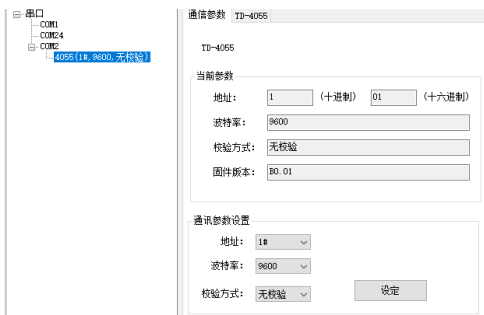 串口
COM1
COM24
COM2
4055(1#,9600,无校验)
通信参数 TD-4055
TD-4055
当前参数
地址: 1 (十进制) 01 (十六进制)
波特率: 9600
校验方式: 无校验
固件版本: B0.01
通讯参数设置
地址: 1#
波特率: 9600
校验方式: 无校验 设定